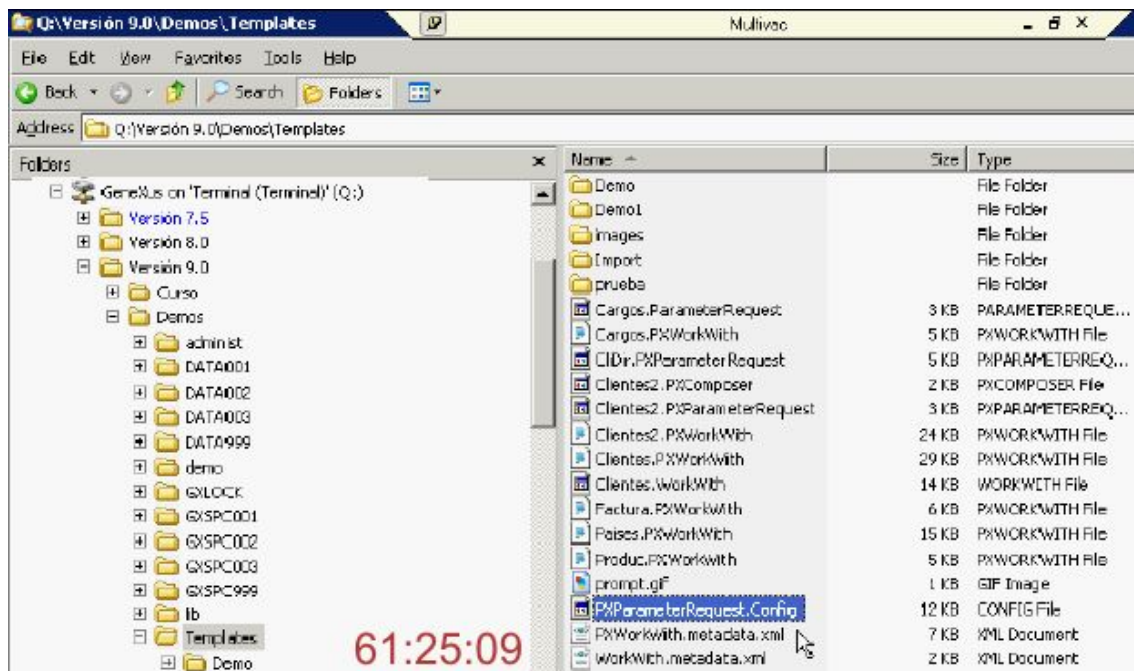 Q:\Versión 9.0\Demos\Templates
Multivac
File Edit View Favorites Tools Help
Back Search Folders
Address Q:\Versión 9.0\Demos\Templates
Folders
GeneXus on 'Terminal (Terminal)' (Q:)
Versión 7.5
Versión 8.0
Versión 9.0
Curso
Demos
administ
DATA001
DATA002
DATA003
DATA999
demo
GXLOCK
GXSPC001
GXSPC002
GXSPC003
GXSPC999
lib
Templates
Demo
61:25:09
Name Size Type
Demo File Folder
Demo1 File Folder
images File Folder
Import File Folder
prueba File Folder
Cargos.ParameterRequest 3 KB PARAMETERREQUE...
Cargos.PXWorkWith 5 KB PXWORKWITH File
CliDir.PXParameterRequest 5 KB PXPARAMETERREQ...
Clientes2.PXComposer 2 KB PXCOMPOSER File
Clientes2.PXParameterRequest 3 KB PXPARAMETERREQ...
Clientes2.PXWorkWith 24 KB PXWORKWITH File
Clientes.PXWorkWith 29 KB PXWORKWITH File
Clientes.WorkWith 14 KB WORKWITH File
Factura.PXWorkWith 6 KB PXWORKWITH File
Paises.PXWorkWith 15 KB PXWORKWITH File
Produc.PXWorkWith 5 KB PXWORKWITH File
prompt.gif 1 KB GIF Image
PXParameterRequest.Config 12 KB CONFIG File
PXWorkWith.metadata.xml 7 KB XML Document
WorkWith.metadata.xml 2 KB XML Document